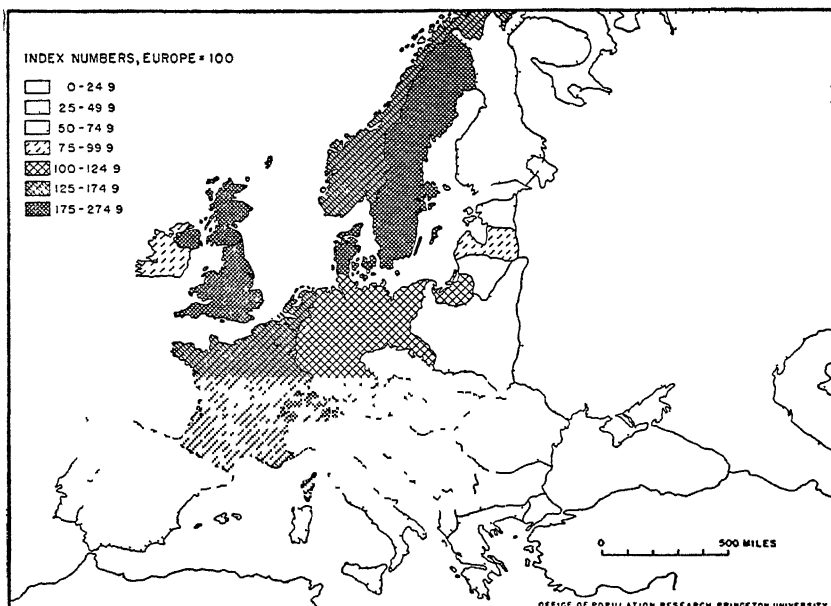 INDEX NUMBERS, EUROPE = 100
0-24 9
25-49 9
50-74 9
75-99 9
100-124 9
125-174 9
175-274 9
0 500 MILES
OFFICE OF POPULATION RESEARCH, PRINCETON UNIVERSITY